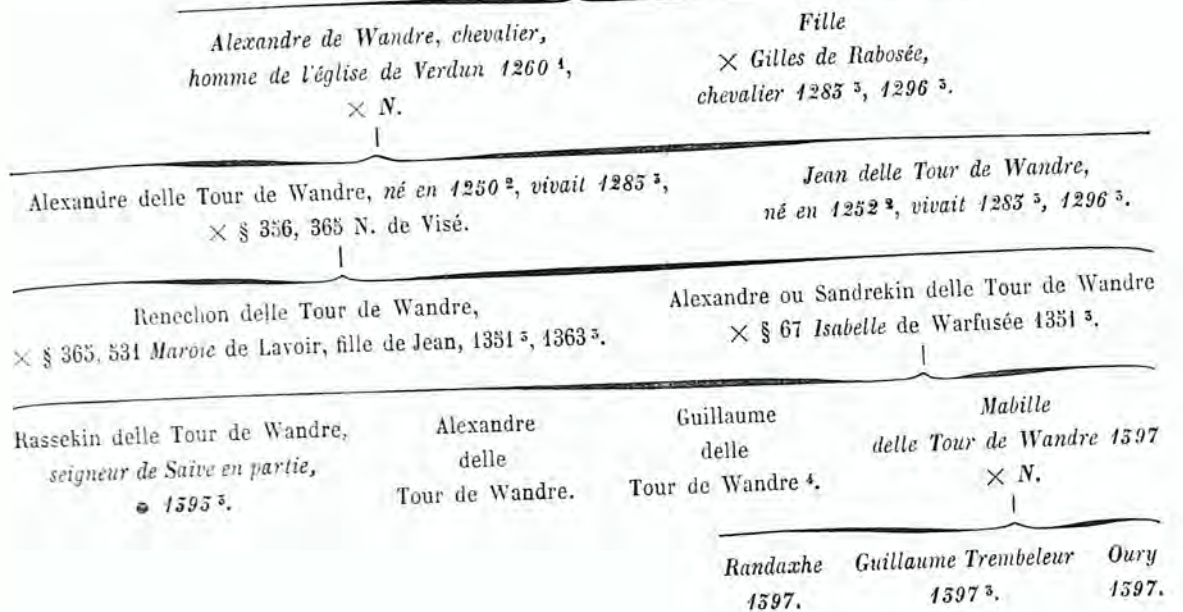 Alexandre de Wandre, chevalier,
homme de l'église de Verdun 1260 ¹,
× N.
Fille
× Gilles de Rabosée,
chevalier 1283 ³, 1296 ³.
Alexandre delle Tour de Wandre, né en 1250 ², vivait 1283 ³,
× § 356, 365 N. de Visé.
Jean delle Tour de Wandre,
né en 1252 ², vivait 1283 ³, 1296 ³.
Renechon delle Tour de Wandre,
× § 365, 531 Maroie de Lavoir, fille de Jean, 1351 ³, 1363 ³.
Alexandre ou Sandrekin delle Tour de Wandre
× § 67 Isabelle de Warfusée 1351 ³.
Rassekin delle Tour de Wandre,
seigneur de Saive en partie,
● 1393 ³.
Alexandre
delle
Tour de Wandre.
Guillaume
delle
Tour de Wandre ⁴.
Mabille
delle Tour de Wandre 1397
× N.
Randaxhe
1397.
Guillaume Trembeleur
1397 ³.
Oury
1397.